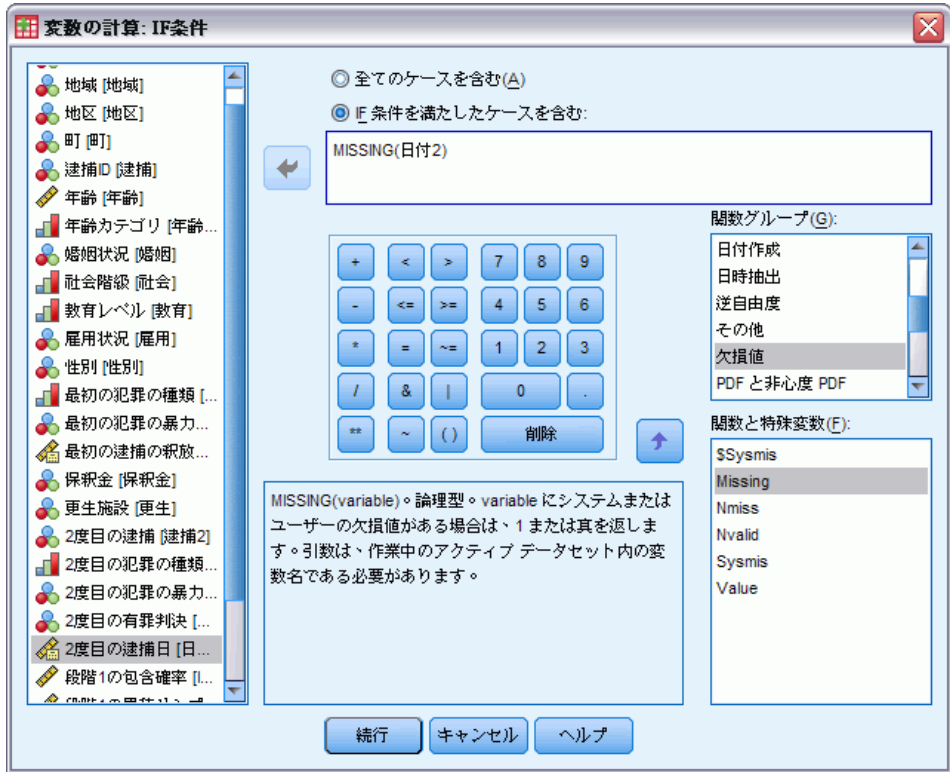 変数の計算: IF条件
地域 [地域]
地区 [地区]
町 [町]
逮捕ID [逮捕]
年齢 [年齢]
年齢カテゴリ [年齢...
婚姻状況 [婚姻]
社会階級 [社会]
教育レベル [教育]
雇用状況 [雇用]
性別 [性別]
最初の犯罪の種類 [...
最初の犯罪の暴力...
最初の逮捕の釈放...
保釈金 [保釈金]
更生施設 [更生]
2度目の逮捕 [逮捕2]
2度目の犯罪の種類...
2度目の犯罪の暴力...
2度目の有罪判決 [...
2度目の逮捕日 [日...
段階1の包含確率 [I...
全てのケースを含む(A)
IF 条件を満たしたケースを含む:
MISSING(日付2)
+ < > 7 8 9
- <= >= 4 5 6
* = ~= 1 2 3
/ & | 0 .
** ~ ( ) 削除
関数グループ(G):
日付作成
日時抽出
逆自由度
その他
欠損値
PDF と非心度 PDF
関数と特殊変数(F):
$Sysmis
Missing
Nmiss
Nvalid
Sysmis
Value
MISSING(variable)。論理型。variable にシステムまたは
ユーザーの欠損値がある場合は、1 または真を返しま
す。引数は、作業中のアクティブ データセット内の変
数名である必要があります。
続行
キャンセル
ヘルプ